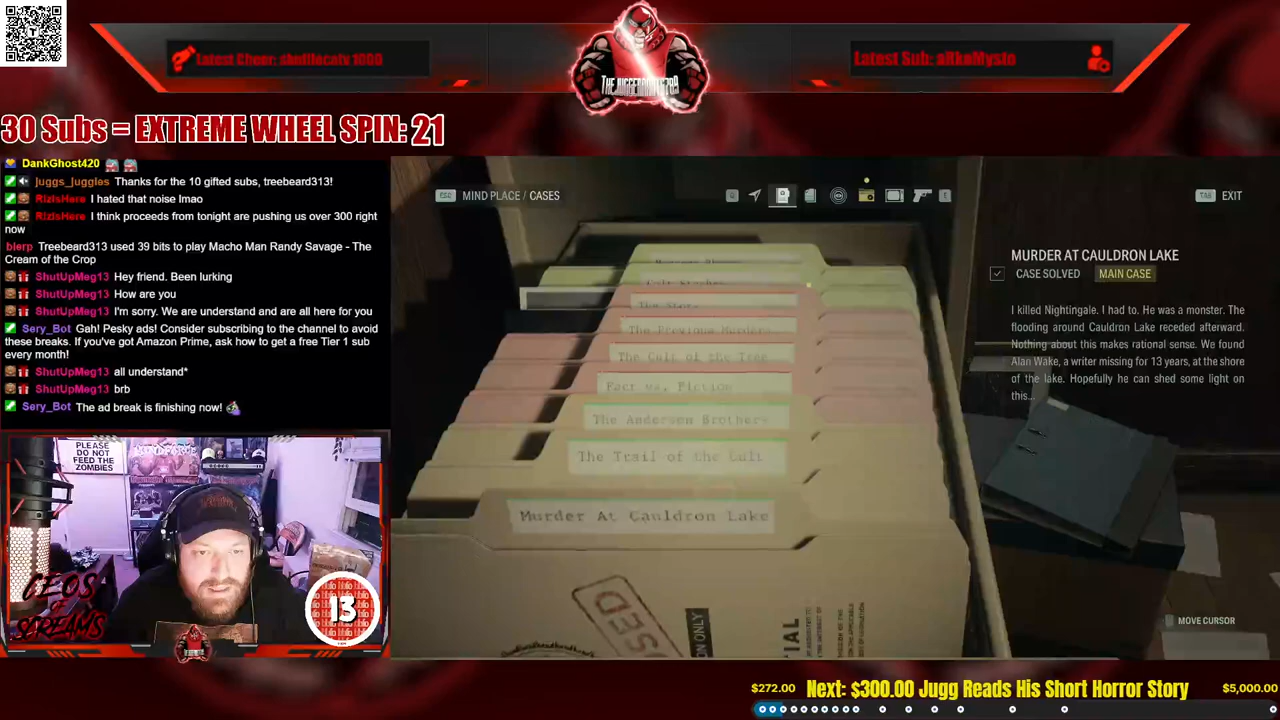 Latest Cheer: shufflecatv 1000
THEJUGGERNAUT6789
Latest Sub: aRkaMysto
30 Subs = EXTREME WHEEL SPIN: 21
DankGhost420
Juggs_Juggles Thanks for the 10 gifted subs, treebeard313!
RizIsHere I hated that noise lmao
RizIsHere I think proceeds from tonight are pushing us over 300 right
now
blerp Treebeard313 used 39 bits to play Macho Man Randy Savage - The
Cream of the Crop
ShutUpMeg13 Hey friend. Been lurking
ShutUpMeg13 How are you
ShutUpMeg13 I'm sorry. We are understand and are all here for you
Sery_Bot Gah! Pesky ads! Consider subscribing to the channel to avoid
these breaks. If you've got Amazon Prime, ask how to get a free Tier 1 sub
every month!
ShutUpMeg13 all understand*
ShutUpMeg13 brb
Sery_Bot The ad break is finishing now!
ESC MIND PLACE / CASES
Q
E
TAB EXIT
MURDER AT CAULDRON LAKE
CASE SOLVED MAIN CASE
I killed Nightingale. I had to. He was a monster. The
flooding around Cauldron Lake receded afterward.
Nothing about this makes rational sense. We found
Alan Wake, a writer missing for 13 years, at the shore
of the lake. Hopefully he can shed some light on
this...
The Previous Murders
The Cult of the Tree
Fact vs. Fiction
The Anderson Brothers
The Trail of the Cult
Murder At Cauldron Lake
MOVE CURSOR
PLEASE
DO NOT
FEED THE
ZOMBIES
MINDFORCE
CEOS
OF
SCREAMS
13
$272.00 Next: $300.00 Jugg Reads His Short Horror Story $5,000.00